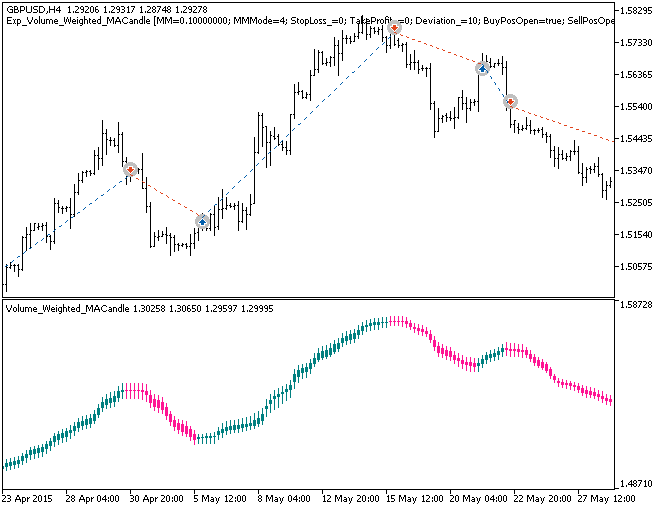 GBPUSD,H4 1.29206 1.29317 1.28748 1.29278
Exp_Volume_Weighted_MACandle [MM=0.10000000; MMMode=4; StopLoss_=0; TakeProfit_=0; Deviation_=10; BuyPosOpen=true; SellPosOpe
1.58295
1.57330
1.56365
1.55400
1.54435
1.53470
1.52505
1.51540
1.50575
Volume_Weighted_MACandle 1.30258 1.30650 1.29597 1.29995
1.58728
1.48710
23 Apr 2015 28 Apr 04:00 30 Apr 20:00 5 May 12:00 8 May 04:00 12 May 20:00 15 May 12:00 20 May 04:00 22 May 20:00 27 May 12:00